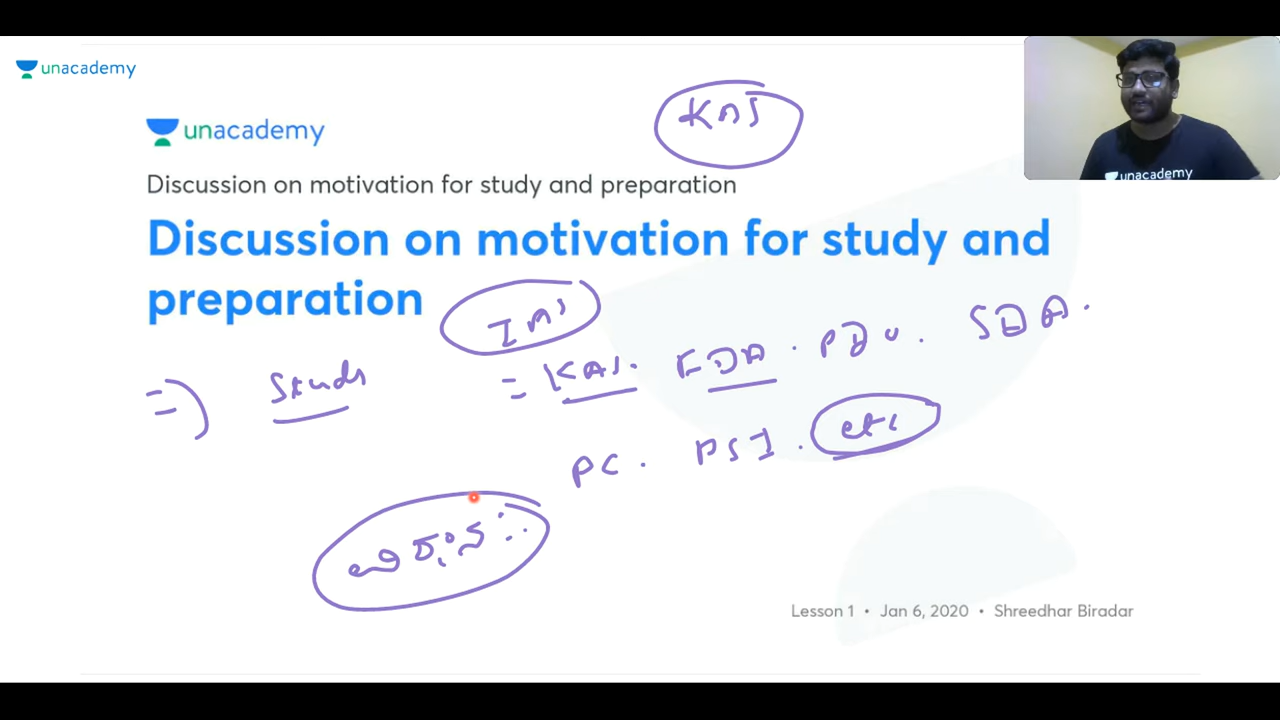 unacademy
KAS
unacademy
unacademy
Discussion on motivation for study and preparation
Discussion on motivation for study and
preparation
IAS
=> Study = KAS. FDA. PDO. SDA.
PC. PSI. etc
Lesson 1 • Jan 6, 2020 • Shreedhar Biradar